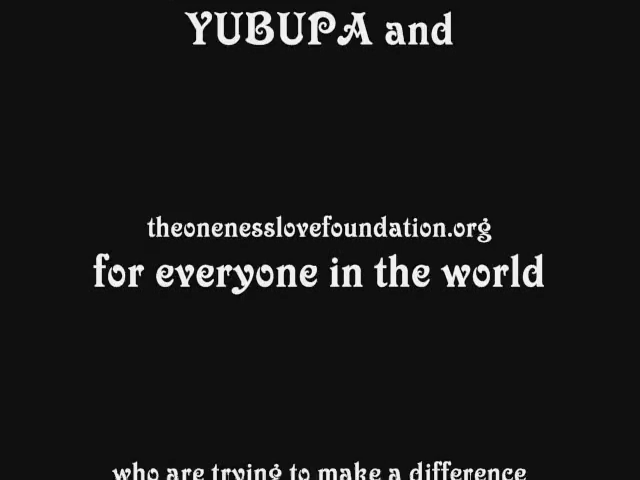 YUBUPA and
theonenesslovefoundation.org
for everyone in the world
who are trying to make a difference